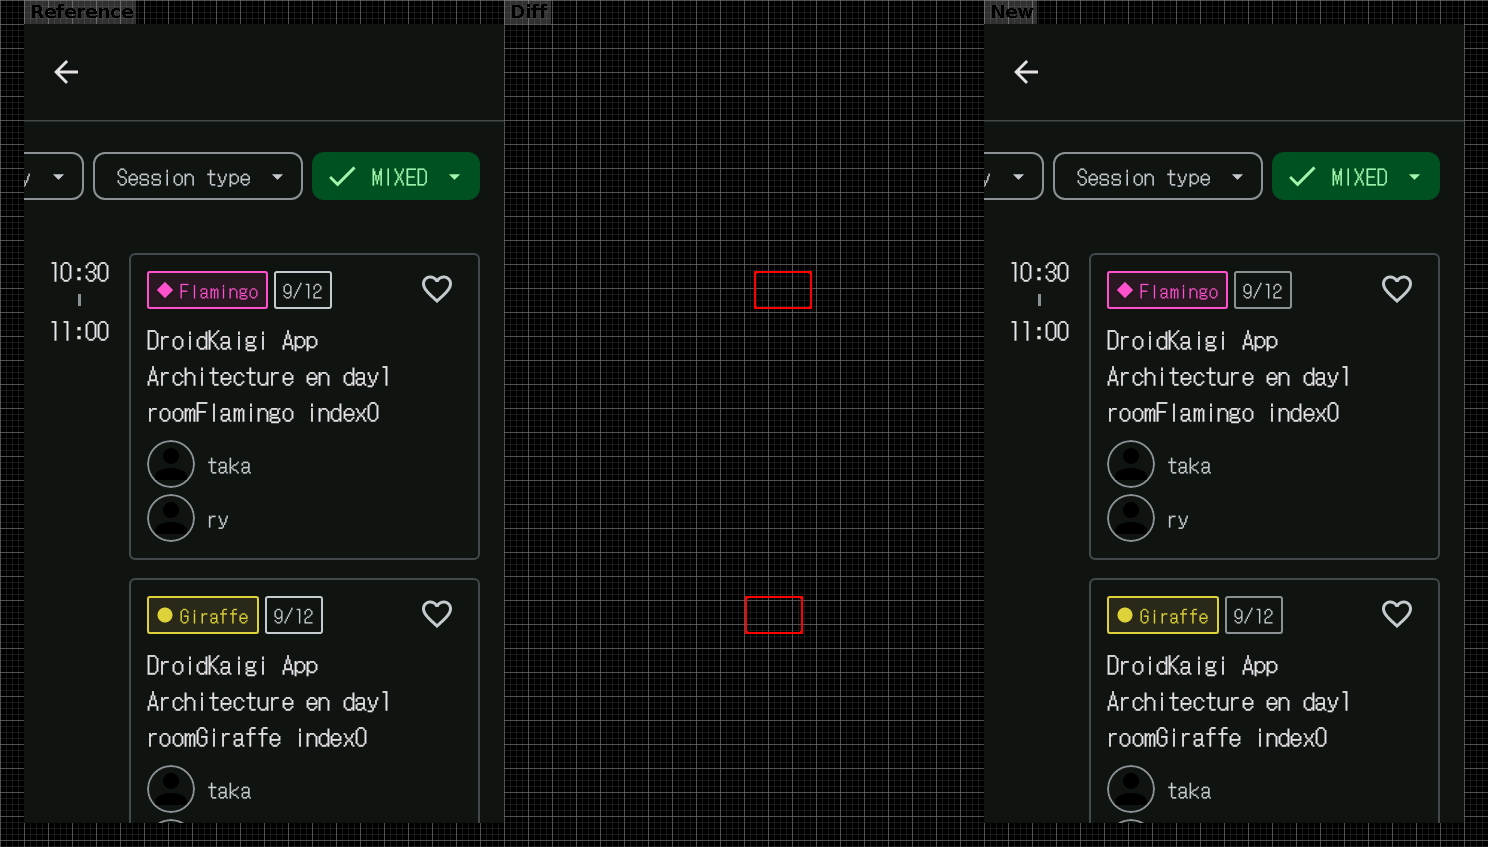 Reference
Diff
New
y
Session type
MIXED
10:30
11:00
Flamingo
9/12
DroidKaigi App
Architecture en day1
roomFlamingo index0
taka
ry
Giraffe
9/12
DroidKaigi App
Architecture en day1
roomGiraffe index0
taka
y
Session type
MIXED
10:30
11:00
Flamingo
9/12
DroidKaigi App
Architecture en day1
roomFlamingo index0
taka
ry
Giraffe
9/12
DroidKaigi App
Architecture en day1
roomGiraffe index0
taka